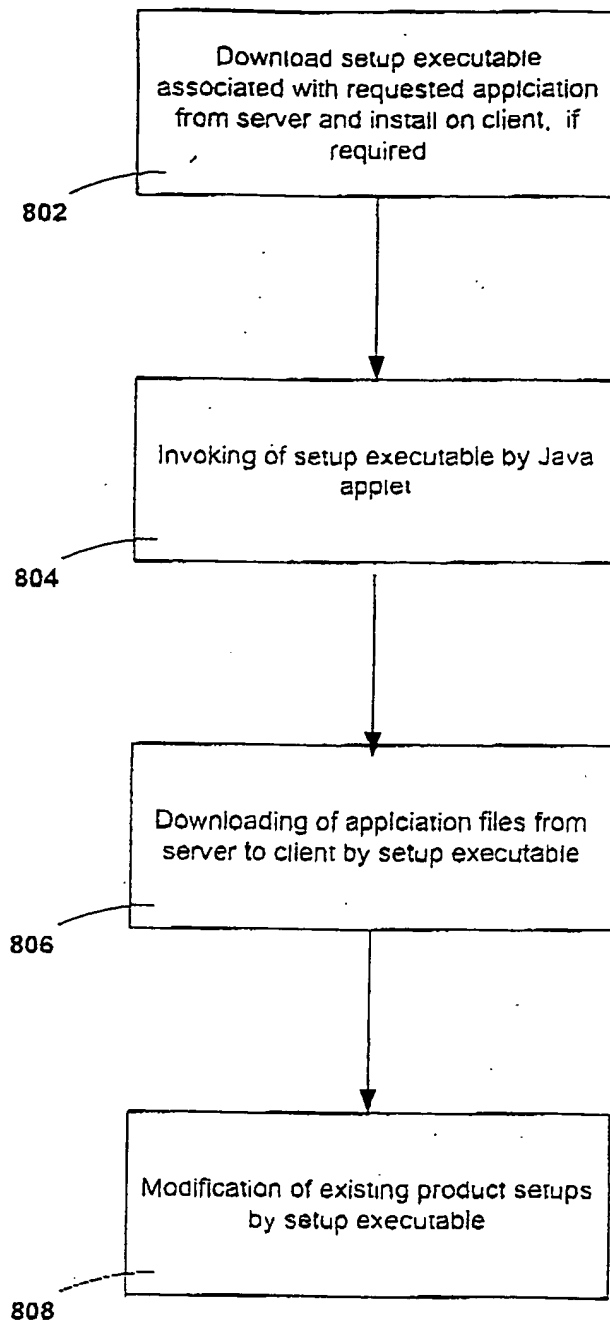 Download setup executable
associated with requested applciation
from server and install on client, if
required
802
Invoking of setup executable by Java
applet
804
Downloading of applciation files from
server to client by setup executable
806
Modification of existing product setups
by setup executable
808